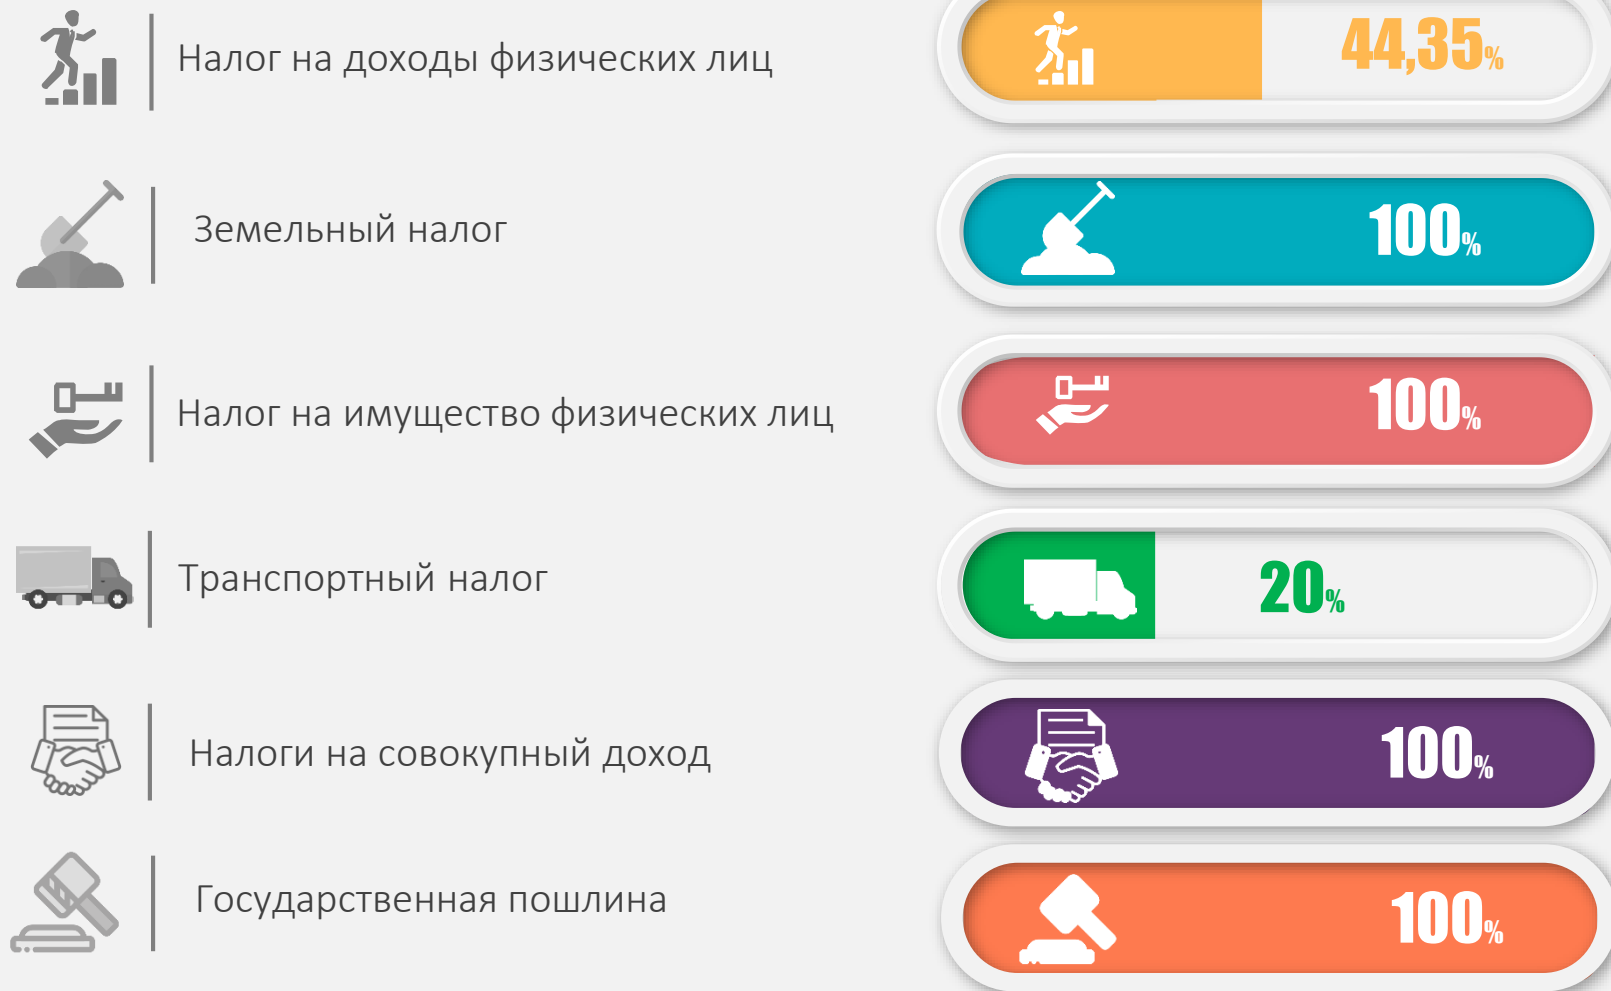 Налог на доходы физических лиц
44,35%
Земельный налог
100%
Налог на имущество физических лиц
100%
Транспортный налог
20%
Налоги на совокупный доход
100%
Государственная пошлина
100%